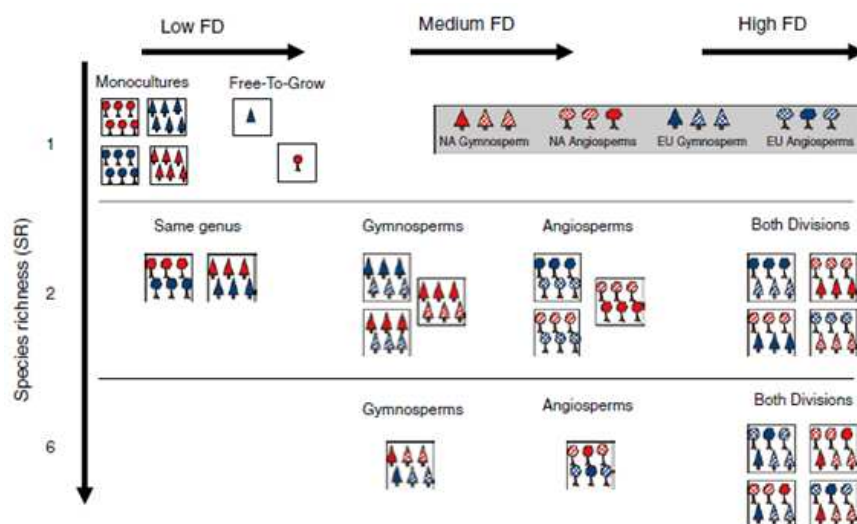 Low FD
Medium FD
High FD
Monocultures
Free-To-Grow
1
NA Gymnosperm
NA Angiosperms
EU Gymnosperm
EU Angiosperms
Species richness (SR)
Same genus
Gymnosperms
Angiosperms
Both Divisions
2
Gymnosperms
Angiosperms
Both Divisions
6